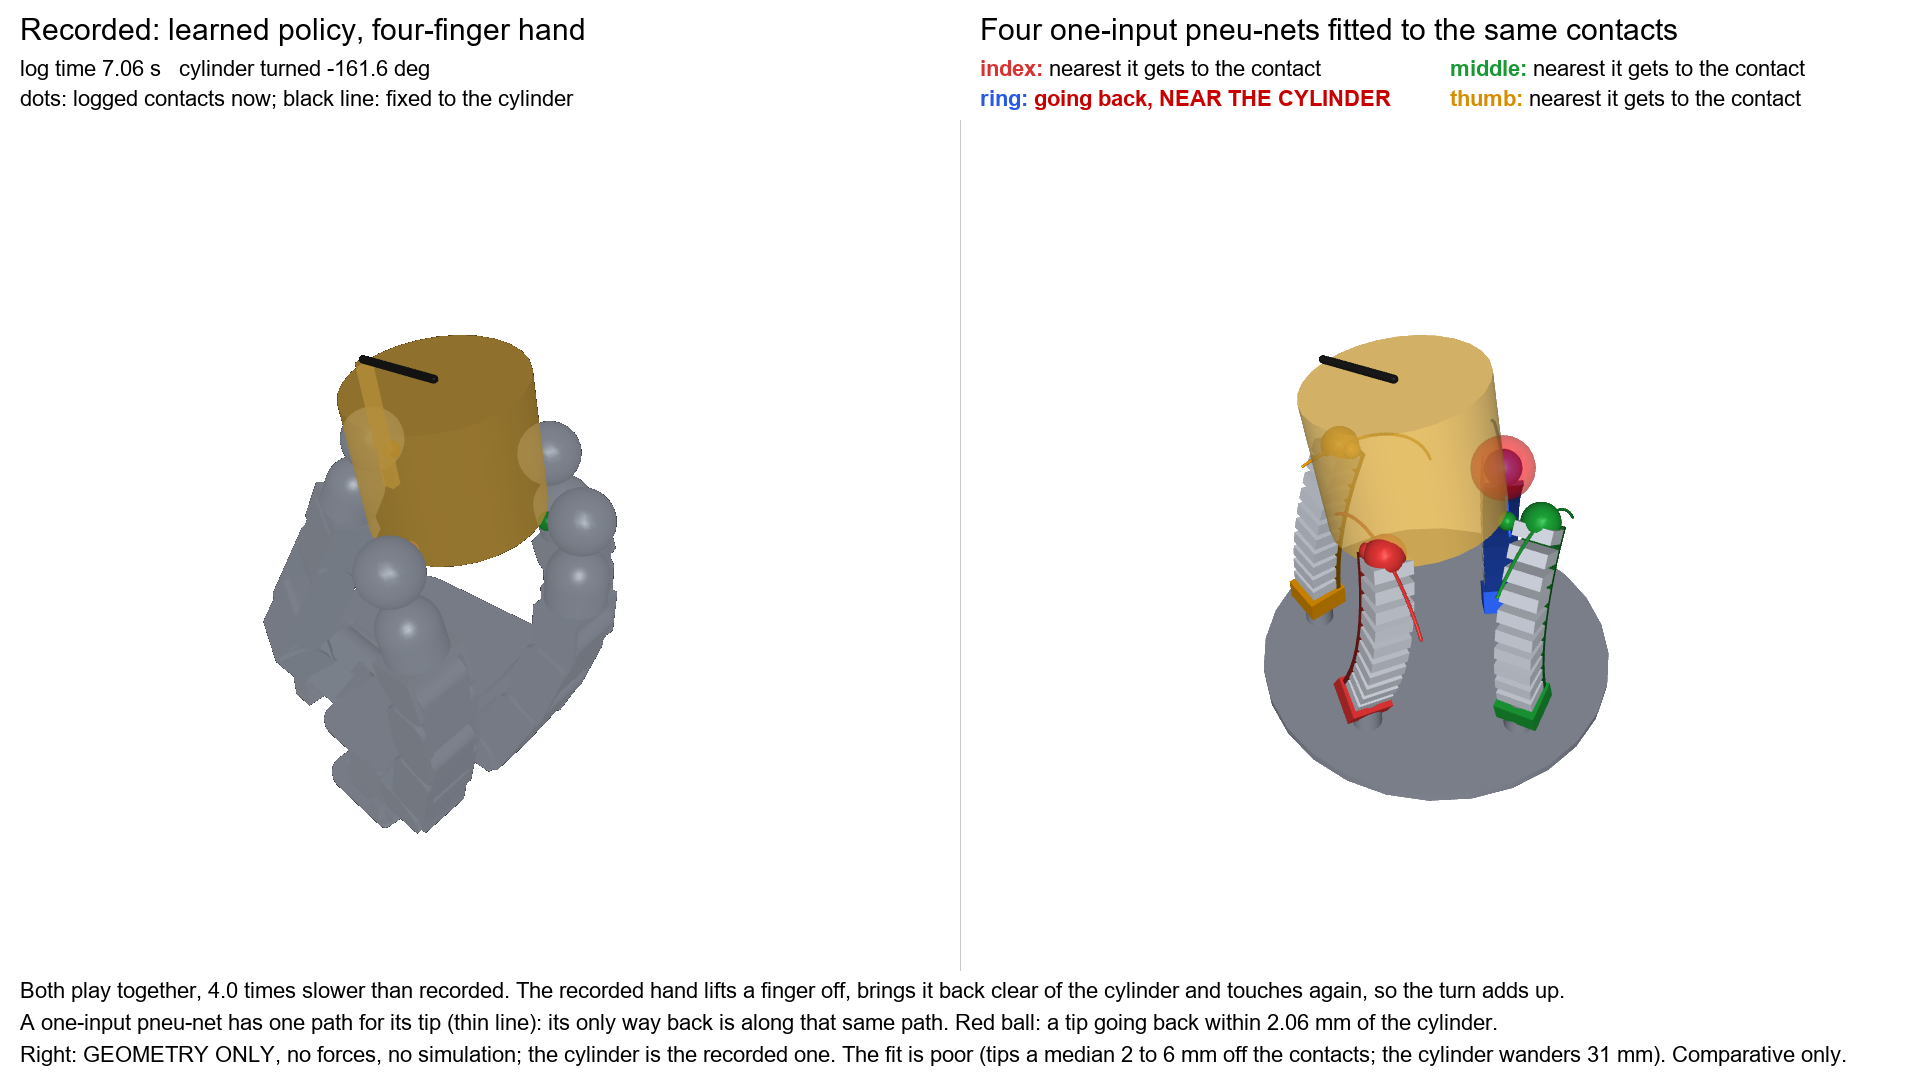 Recorded: learned policy, four-finger hand
log time 7.06 s   cylinder turned -161.6 deg
dots: logged contacts now; black line: fixed to the cylinder
Four one-input pneu-nets fitted to the same contacts
index: nearest it gets to the contact
middle: nearest it gets to the contact
ring: going back, NEAR THE CYLINDER
thumb: nearest it gets to the contact
Both play together, 4.0 times slower than recorded. The recorded hand lifts a finger off, brings it back clear of the cylinder and touches again, so the turn adds up.
A one-input pneu-net has one path for its tip (thin line): its only way back is along that same path. Red ball: a tip going back within 2.06 mm of the cylinder.
Right: GEOMETRY ONLY, no forces, no simulation; the cylinder is the recorded one. The fit is poor (tips a median 2 to 6 mm off the contacts; the cylinder wanders 31 mm). Comparative only.